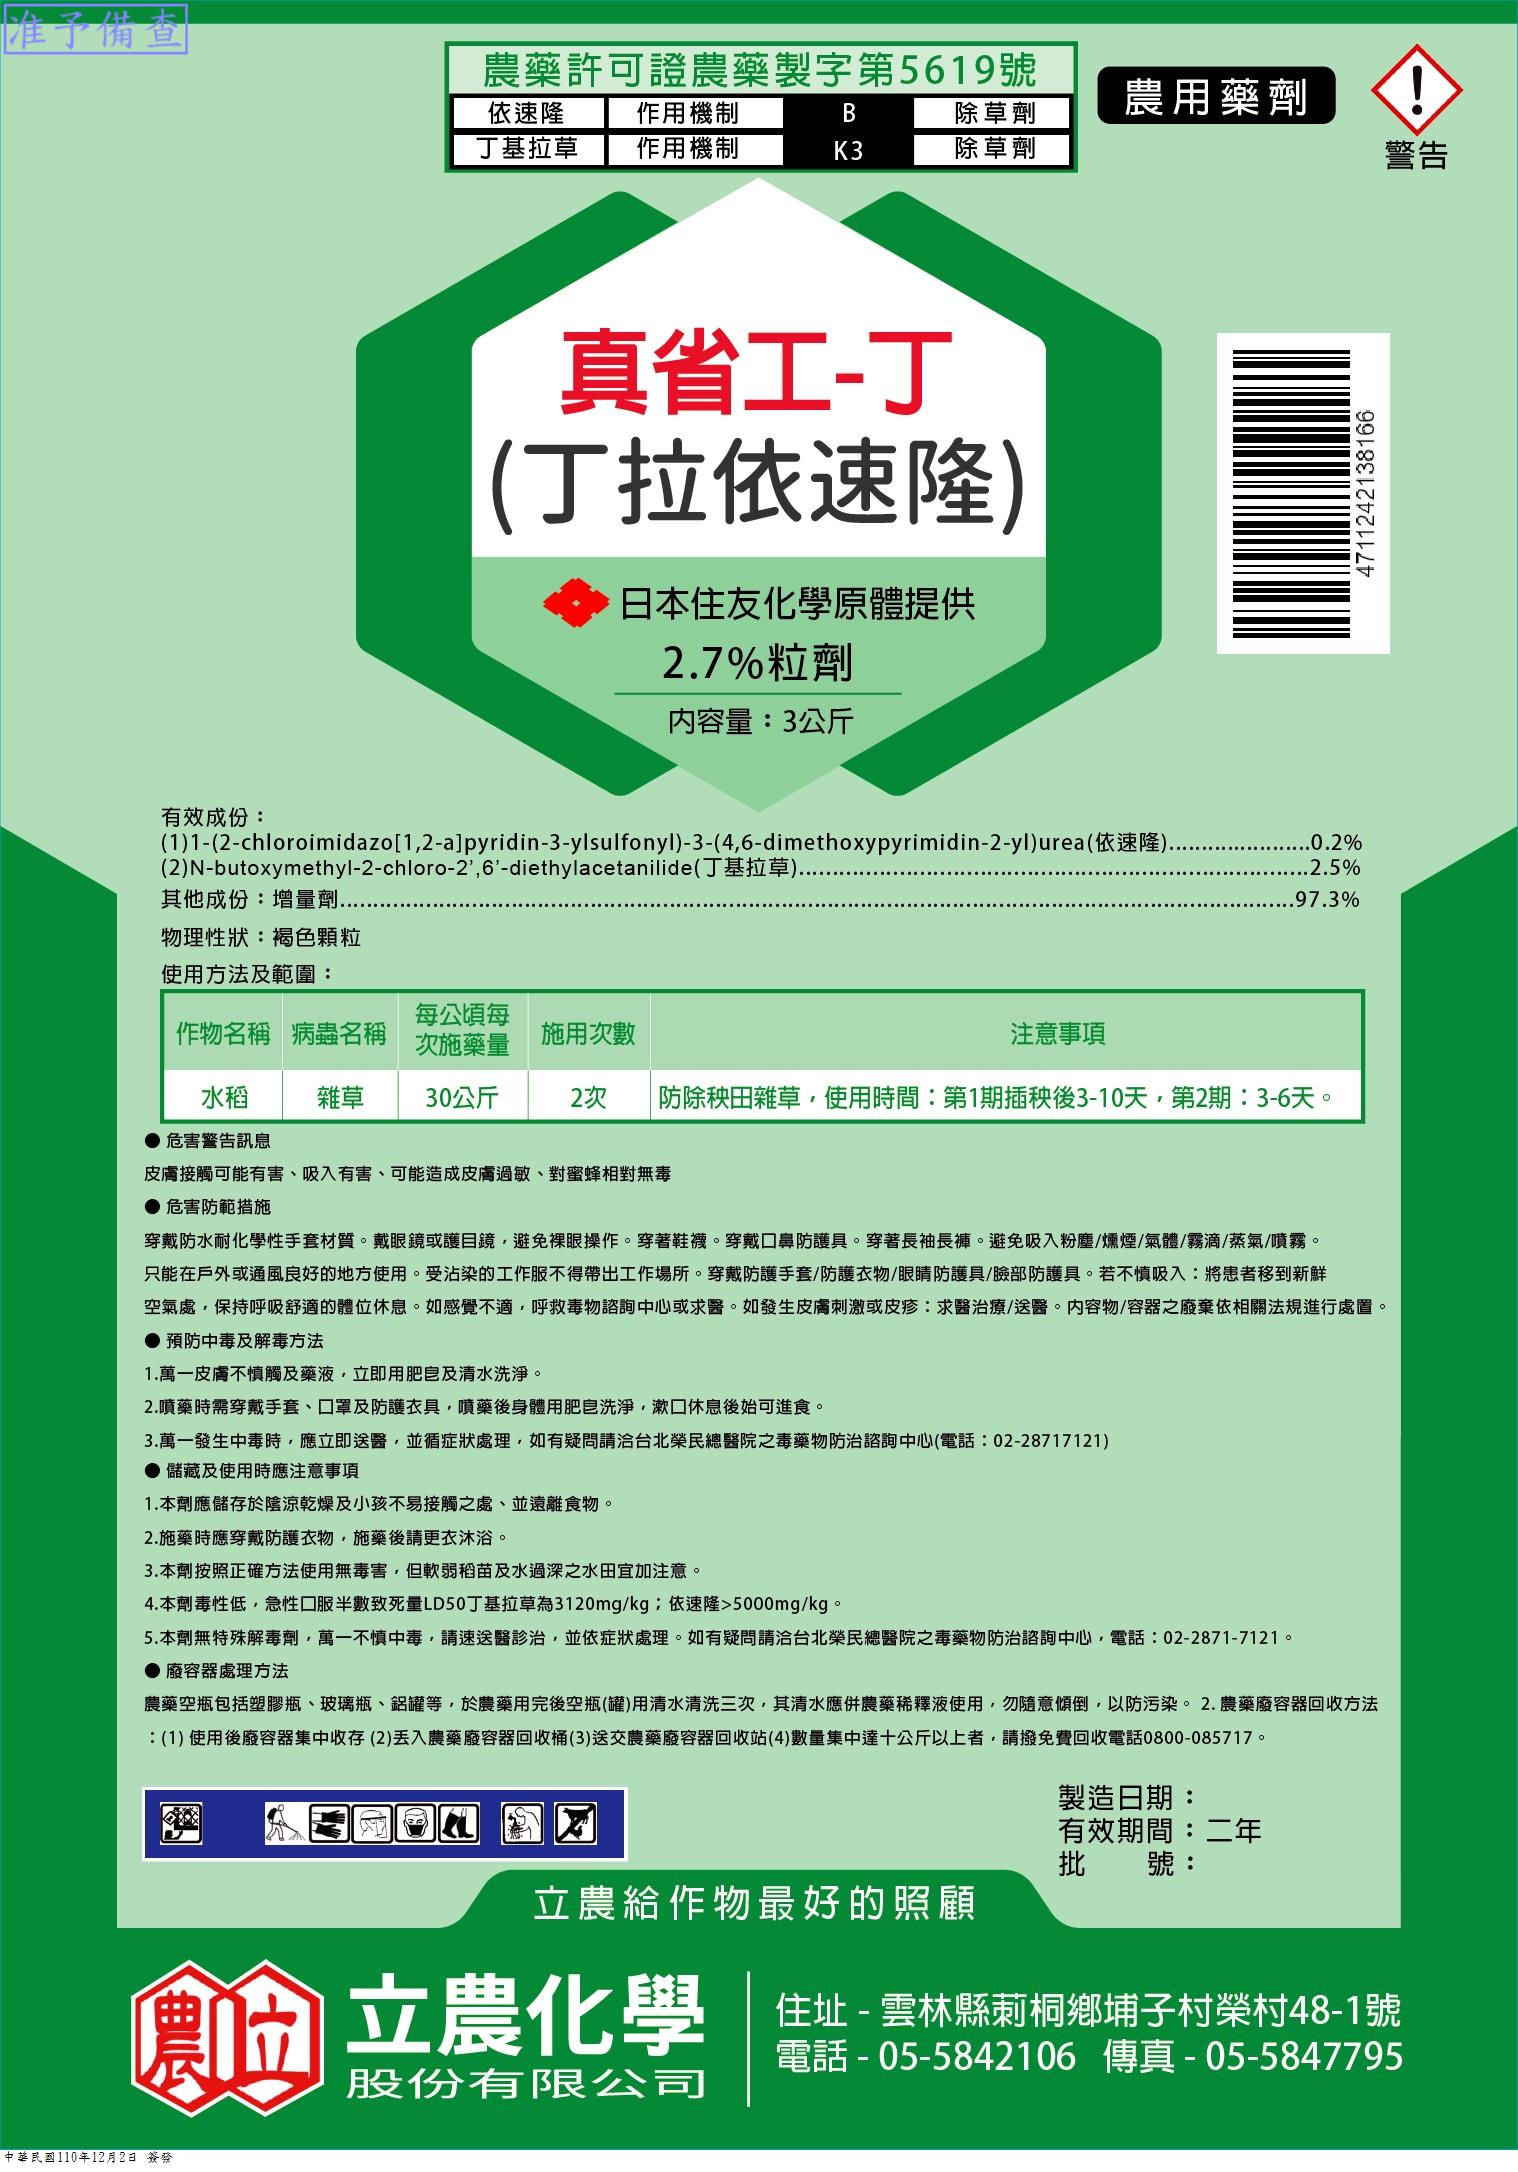 准予備查
農藥許可證農藥製字第5619號
依速隆 作用機制 B 除草劑
丁基拉草 作用機制 K3 除草劑
農用藥劑
警告
真省工-丁
(丁拉依速隆)
日本住友化學原體提供
2.7%粒劑
內容量：3公斤
4711242138166
有效成份：
(1)1-(2-chloroimidazo[1,2-a]pyridin-3-ylsulfonyl)-3-(4,6-dimethoxypyrimidin-2-yl)urea(依速隆)......................0.2%
(2)N-butoxymethyl-2-chloro-2’,6’-diethylacetanilide(丁基拉草)............................................................................2.5%
其他成份：增量劑................................................................................................................................................97.3%
物理性狀：褐色顆粒
使用方法及範圍：
作物名稱 病蟲名稱 每公頃每次施藥量 施用次數 注意事項
水稻 雜草 30公斤 2次 防除秧田雜草，使用時間：第1期插秧後3-10天，第2期：3-6天。
● 危害警告訊息
皮膚接觸可能有害、吸入有害、可能造成皮膚過敏、對蜜蜂相對無毒
● 危害防範措施
穿戴防水耐化學性手套材質。戴眼鏡或護目鏡，避免裸眼操作。穿著鞋襪。穿戴口鼻防護具。穿著長袖長褲。避免吸入粉塵/燻煙/氣體/霧滴/蒸氣/噴霧。
只能在戶外或通風良好的地方使用。受沾染的工作服不得帶出工作場所。穿戴防護手套/防護衣物/眼睛防護具/臉部防護具。若不慎吸入：將患者移到新鮮
空氣處，保持呼吸舒適的體位休息。如感覺不適，呼救毒物諮詢中心或求醫。如發生皮膚刺激或皮疹：求醫治療/送醫。內容物/容器之廢棄依相關法規進行處置。
● 預防中毒及解毒方法
1.萬一皮膚不慎觸及藥液，立即用肥皂及清水洗淨。
2.噴藥時需穿戴手套、口罩及防護衣具，噴藥後身體用肥皂洗淨，漱口休息後始可進食。
3.萬一發生中毒時，應立即送醫，並循症狀處理，如有疑問請洽台北榮民總醫院之毒藥物防治諮詢中心(電話：02-28717121)
● 儲藏及使用時應注意事項
1.本劑應儲存於陰涼乾燥及小孩不易接觸之處、並遠離食物。
2.施藥時應穿戴防護衣物，施藥後請更衣沐浴。
3.本劑按照正確方法使用無毒害，但軟弱稻苗及水過深之水田宜加注意。
4.本劑毒性低，急性口服半數致死量LD50丁基拉草為3120mg/kg；依速隆>5000mg/kg。
5.本劑無特殊解毒劑，萬一不慎中毒，請速送醫診治，並依症狀處理。如有疑問請洽台北榮民總醫院之毒藥物防治諮詢中心，電話：02-2871-7121。
● 廢容器處理方法
農藥空瓶包括塑膠瓶、玻璃瓶、鋁罐等，於農藥用完後空瓶(罐)用清水清洗三次，其清水應併農藥稀釋液使用，勿隨意傾倒，以防污染。 2. 農藥廢容器回收方法
：(1) 使用後廢容器集中收存 (2)丟入農藥廢容器回收桶(3)送交農藥廢容器回收站(4)數量集中達十公斤以上者，請撥免費回收電話0800-085717。
製造日期：
有效期間：二年
批 號：
立農給作物最好的照顧
農立
立農化學
股份有限公司
住址 - 雲林縣莿桐鄉埔子村榮村48-1號
電話 - 05-5842106 傳真 - 05-5847795
中華民國110年12月2日 簽發